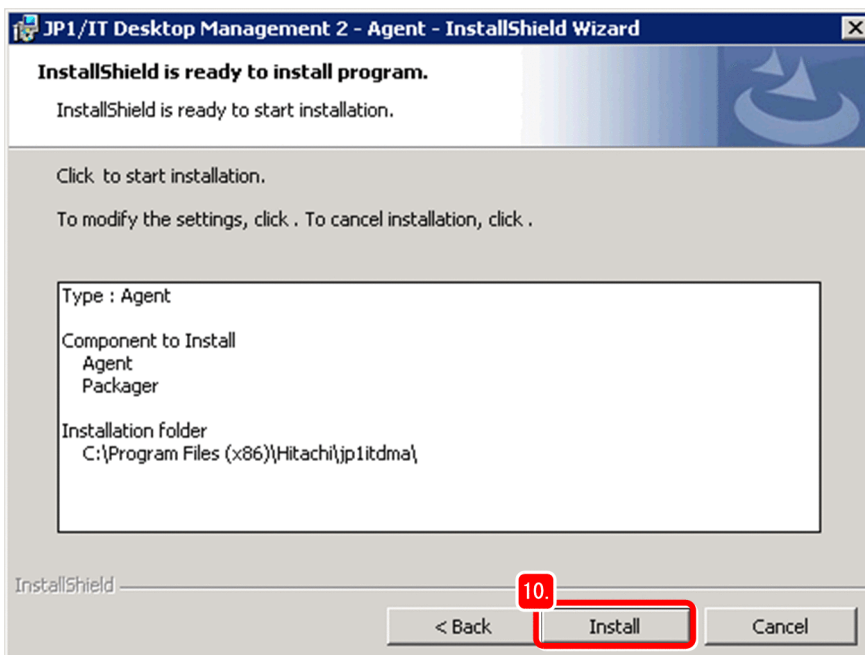 JP1/IT Desktop Management 2 - Agent - InstallShield Wizard
InstallShield is ready to install program.
InstallShield is ready to start installation.
Click to start installation.
To modify the settings, click . To cancel installation, click .
Type : Agent
Component to Install
Agent
Packager
Installation folder
C:\Program Files (x86)\Hitachi\jp1itdma\
InstallShield
10.
< Back
Install
Cancel